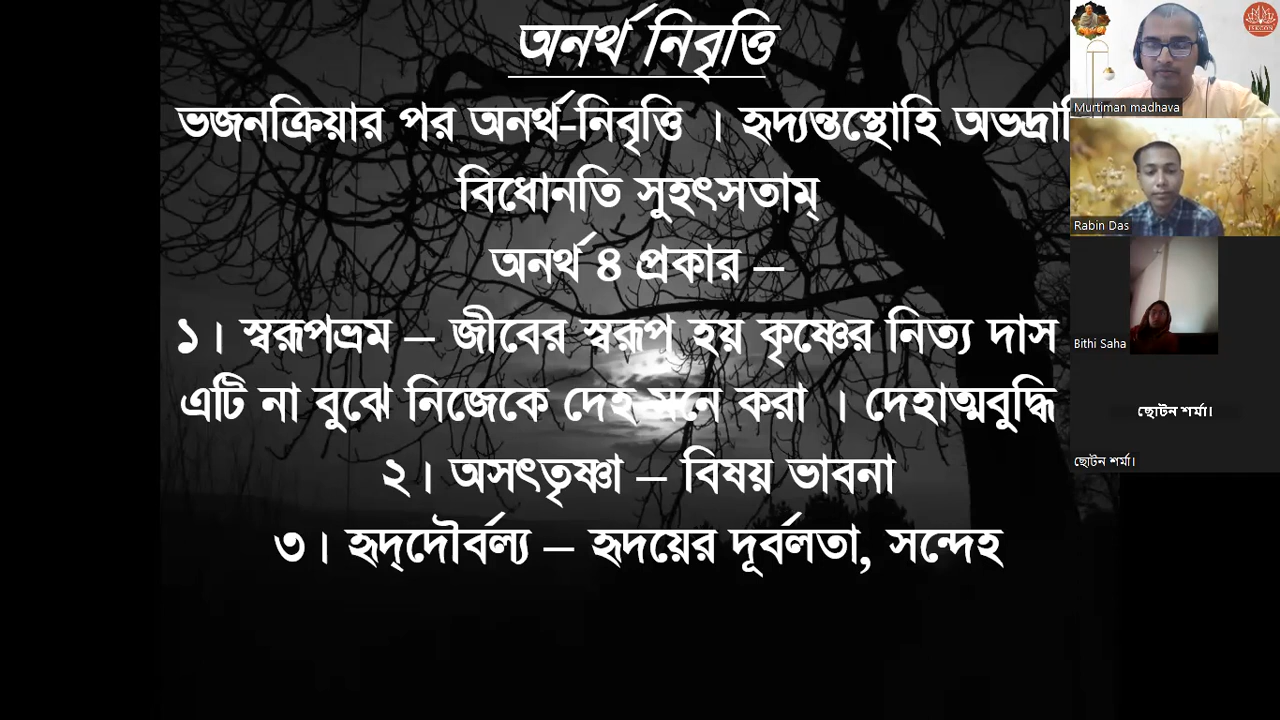 অনর্থ নিবৃত্তি
ভজনক্রিয়ার পর অনর্থ-নিবৃত্তি । হৃদ্যন্তস্থোহি
বিধোনতি সুহৃৎসতাম্
অনর্থ ৪ প্রকার –
১। স্বরূপভ্রম – জীবের স্বরূপ হয় কৃষ্ণের নিত্য দাস
এটি না বুঝে নিজেকে দেহ মনে করা । দেহাত্মবুদ্ধি
২। অসৎতৃষ্ণা – বিষয় ভাবনা
৩। হৃদ্‌দৌর্বল্য – হৃদয়ের দূর্বলতা, সন্দেহ
ISKCON
Murtiman madhava
Rabin Das
Bithi Saha
ছোটন শর্মা।
ছোটন শর্মা।